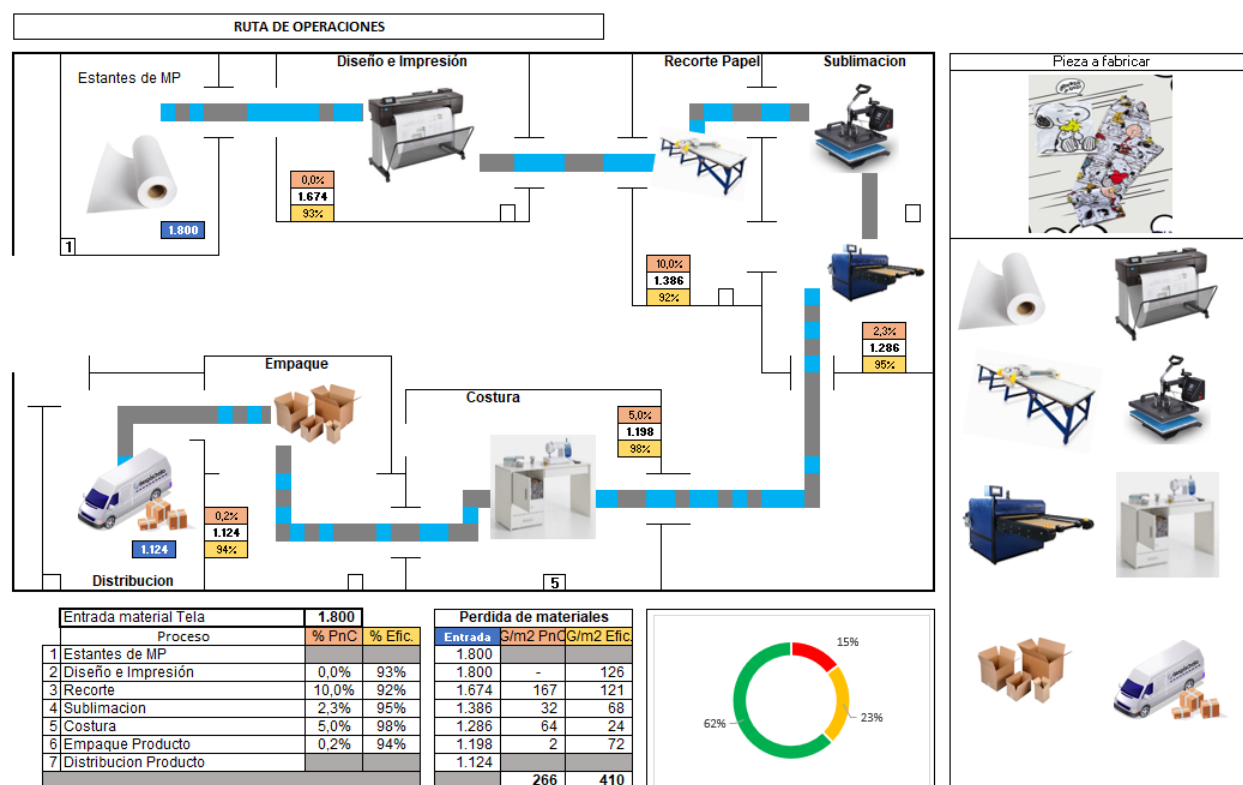 RUTA DE OPERACIONES
Estantes de MP
Diseño e Impresión
Recorte Papel
Sublimacion
Pieza a fabricar
0,0%
1.674
93%
1.800
1
10,0%
1.386
92%
2,3%
1.286
95%
Empaque
Costura
5,0%
1.198
98%
0,2%
1.124
94%
1.124
Distribucion
5
Entrada material Tela 1.800
Proceso % PnC % Efic.
1 Estantes de MP
2 Diseño e Impresión 0,0% 93%
3 Recorte 10,0% 92%
4 Sublimacion 2,3% 95%
5 Costura 5,0% 98%
6 Empaque Producto 0,2% 94%
7 Distribucion Producto
Perdida de materiales
Entrada G/m2 PnC G/m2 Efic.
1.800
1.800 - 126
1.674 167 121
1.386 32 68
1.286 64 24
1.198 2 72
1.124
266 410
15%
23%
62%